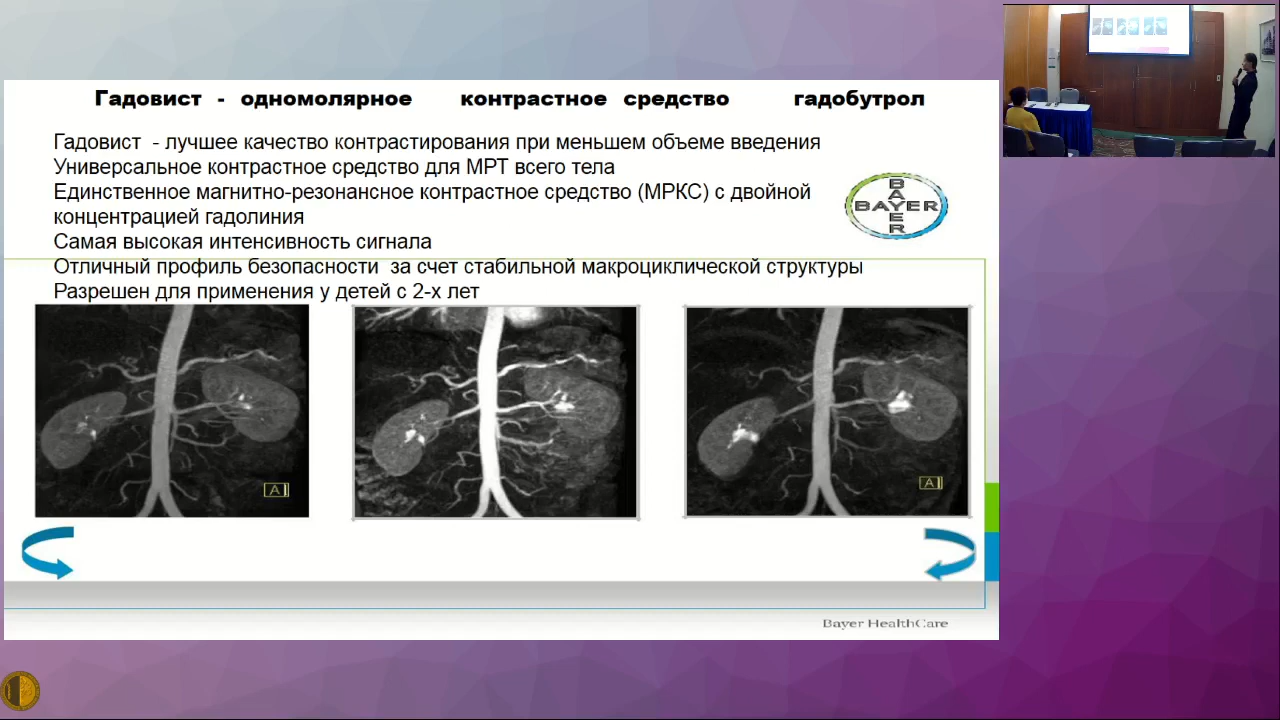 Гадовист - одномолярное контрастное средство гадобутрол
Гадовист - лучшее качество контрастирования при меньшем объеме введения
Универсальное контрастное средство для МРТ всего тела
Единственное магнитно-резонансное контрастное средство (МРКС) с двойной
концентрацией гадолиния
Самая высокая интенсивность сигнала
Отличный профиль безопасности за счет стабильной макроциклической структуры
Разрешен для применения у детей с 2-х лет
BAYER
BAYER
A
A
Bayer HealthCare